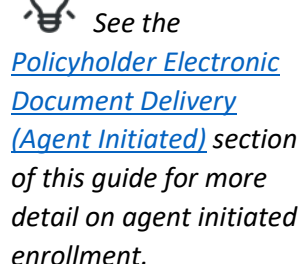 See the
Policyholder Electronic
Document Delivery
(Agent Initiated) section
of this guide for more
detail on agent initiated
enrollment.